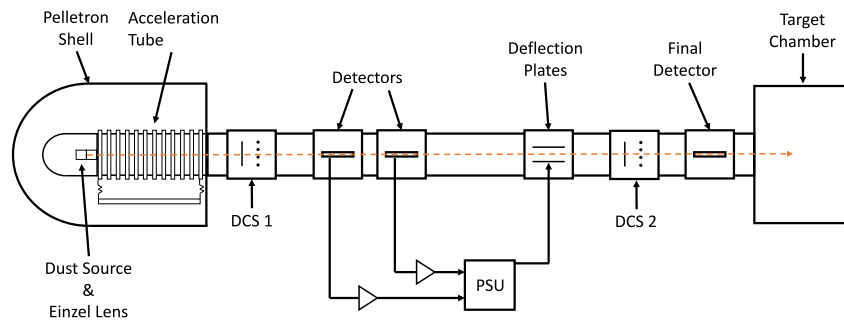 Pelletron
Shell
Acceleration
Tube
Detectors
Deflection
Plates
Final
Detector
Target
Chamber
DCS 1
DCS 2
Dust Source
&
Einzel Lens
PSU